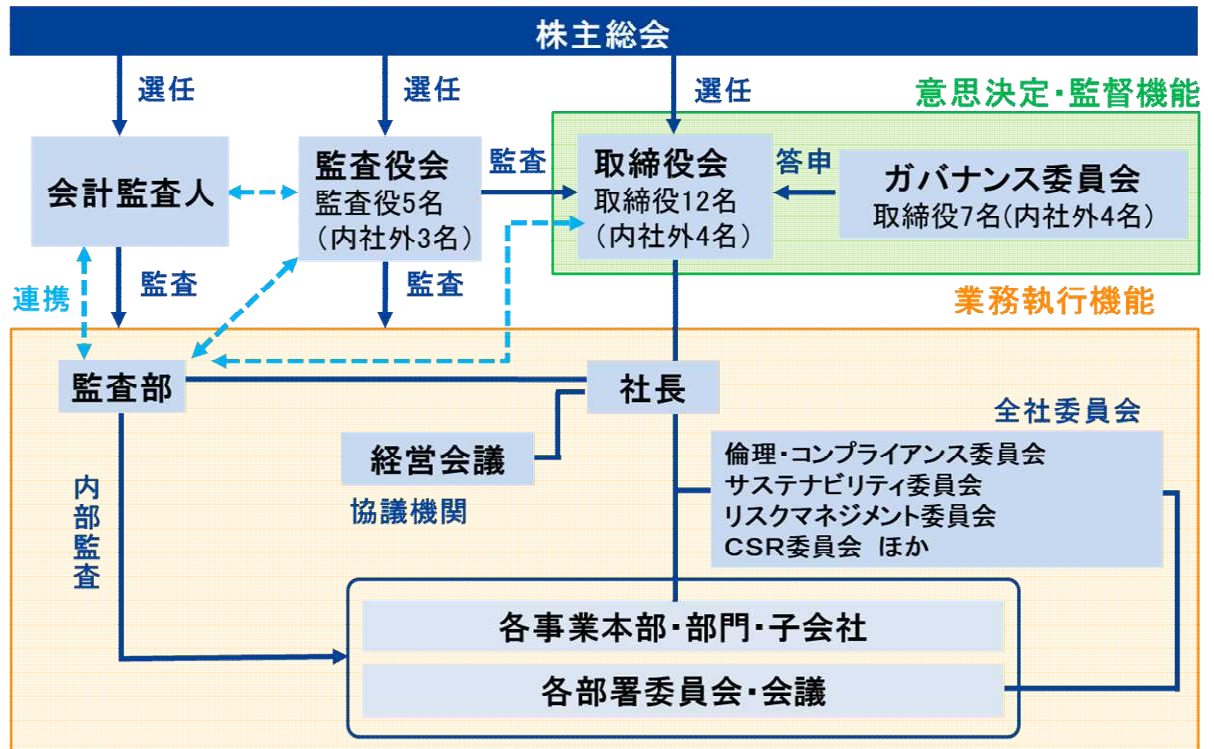 株主総会
選任
選任
選任
意思決定・監督機能
会計監査人
監査役会
監査役5名
（内社外3名）
監査
取締役会
取締役12名
（内社外4名）
答申
ガバナンス委員会
取締役7名(内社外4名)
連携
監査
監査
業務執行機能
監査部
社長
経営会議
協議機関
全社委員会
倫理・コンプライアンス委員会
サステナビリティ委員会
リスクマネジメント委員会
CSR委員会 ほか
内部監査
各事業本部・部門・子会社
各部署委員会・会議